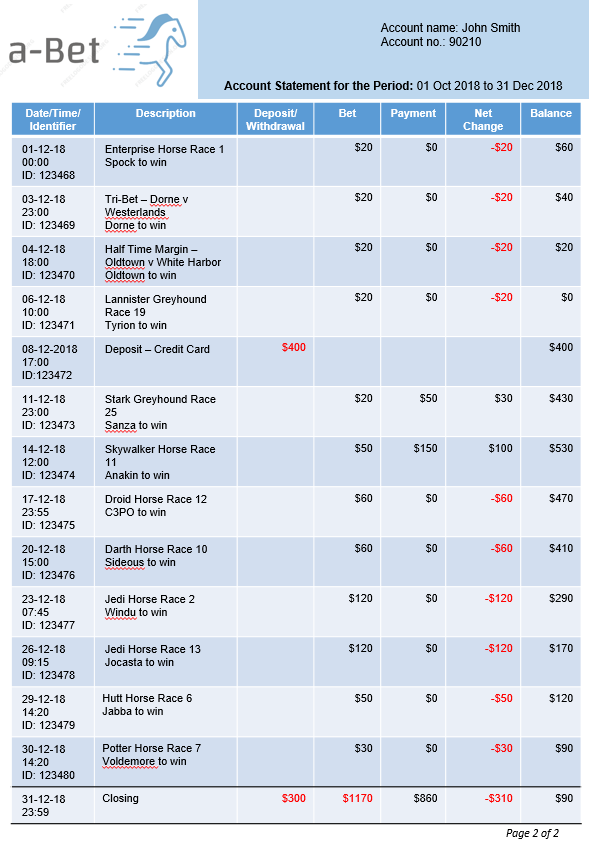 a-Bet
Account name: John Smith
Account no.: 90210
Account Statement for the Period: 01 Oct 2018 to 31 Dec 2018
Date/Time/ Description Deposit/ Bet Payment Net Balance
Identifier Withdrawal Change
01-12-18 Enterprise Horse Race 1 $20 $0 -$20 $60
00:00 Spock to win
ID: 123468
03-12-18 Tri-Bet – Dorne v $20 $0 -$20 $40
23:00 Westerlands
ID: 123469 Dorne to win
04-12-18 Half Time Margin – $20 $0 -$20 $20
18:00 Oldtown v White Harbor
ID: 123470 Oldtown to win
06-12-18 Lannister Greyhound $20 $0 -$20 $0
10:00 Race 19
ID: 123471 Tyrion to win
08-12-2018 Deposit – Credit Card $400 $400
17:00
ID:123472
11-12-18 Stark Greyhound Race $20 $50 $30 $430
23:00 25
ID: 123473 Sanza to win
14-12-18 Skywalker Horse Race $50 $150 $100 $530
12:00 11
ID: 123474 Anakin to win
17-12-18 Droid Horse Race 12 $60 $0 -$60 $470
23:55 C3PO to win
ID: 123475
20-12-18 Darth Horse Race 10 $60 $0 -$60 $410
15:00 Sideous to win
ID: 123476
23-12-18 Jedi Horse Race 2 $120 $0 -$120 $290
07:45 Windu to win
ID: 123477
26-12-18 Jedi Horse Race 13 $120 $0 -$120 $170
09:15 Jocasta to win
ID: 123478
29-12-18 Hutt Horse Race 6 $50 $0 -$50 $120
14:20 Jabba to win
ID: 123479
30-12-18 Potter Horse Race 7 $30 $0 -$30 $90
14:20 Voldemore to win
ID: 123480
31-12-18 Closing $300 $1170 $860 -$310 $90
23:59
Page 2 of 2